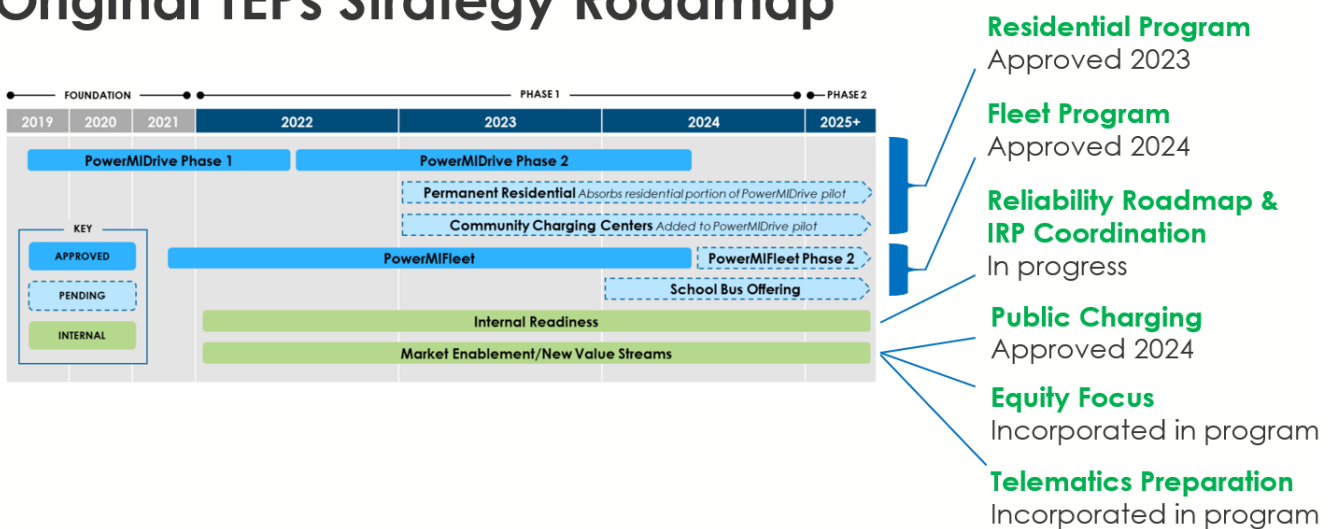 Original TEPs Strategy Roadmap
FOUNDATION
PHASE 1
PHASE 2
2019 2020 2021 2022 2023 2024 2025+
PowerMIDrive Phase 1
PowerMIDrive Phase 2
Permanent Residential Absorbs residential portion of PowerMIDrive pilot
Community Charging Centers Added to PowerMIDrive pilot
PowerMIFleet
PowerMIFleet Phase 2
School Bus Offering
Internal Readiness
Market Enablement/New Value Streams
KEY
APPROVED
PENDING
INTERNAL
Residential Program
Approved 2023
Fleet Program
Approved 2024
Reliability Roadmap &
IRP Coordination
In progress
Public Charging
Approved 2024
Equity Focus
Incorporated in program
Telematics Preparation
Incorporated in program